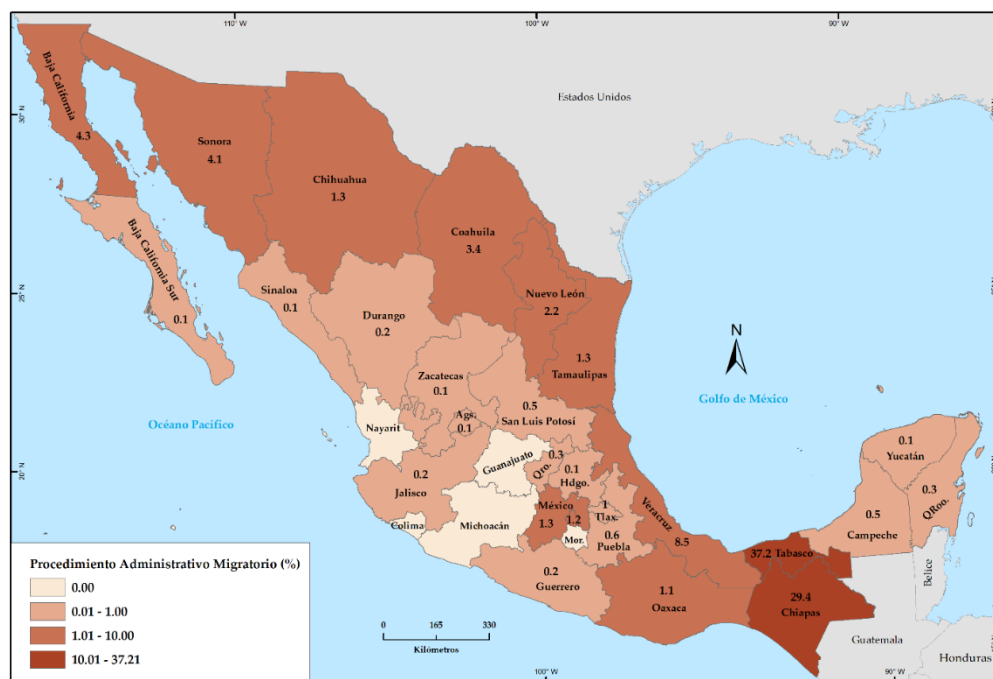 110° W
100° W
90° W
30° N
25° N
20° N
Estados Unidos
Baja California
4.3
Sonora
4.1
Chihuahua
1.3
Coahuila
3.4
Baja California Sur
0.1
Sinaloa
0.1
Durango
0.2
Nuevo León
2.2
1.3
Tamaulipas
Zacatecas
0.1
Ags.
0.1
0.5
San Luis Potosí
N
Golfo de México
Océano Pacifico
Nayarit
Guanajuato
0.3
Qro.
0.1
Hdgo.
0.2
Jalisco
Colima
Michoacán
México
1.3
1.2
Mor.
1
Tlax.
0.6
Puebla
Veracruz
8.5
0.2
Guerrero
1.1
Oaxaca
37.2 Tabasco
29.4
Chiapas
0.1
Yucatán
0.3
QRoo.
0.5
Campeche
Belice
Guatemala
Honduras
Procedimiento Administrativo Migratorio (%)
0.00
0.01 - 1.00
1.01 - 10.00
10.01 - 37.21
0 165 330
Kilómetros
100° W
90° W